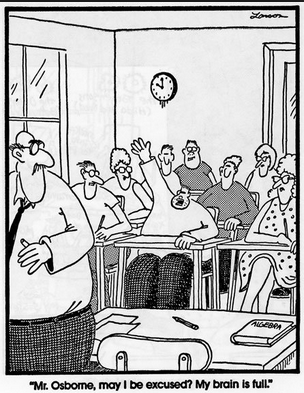 Larson
ALGEBRA
"Mr. Osborne, may I be excused? My brain is full."